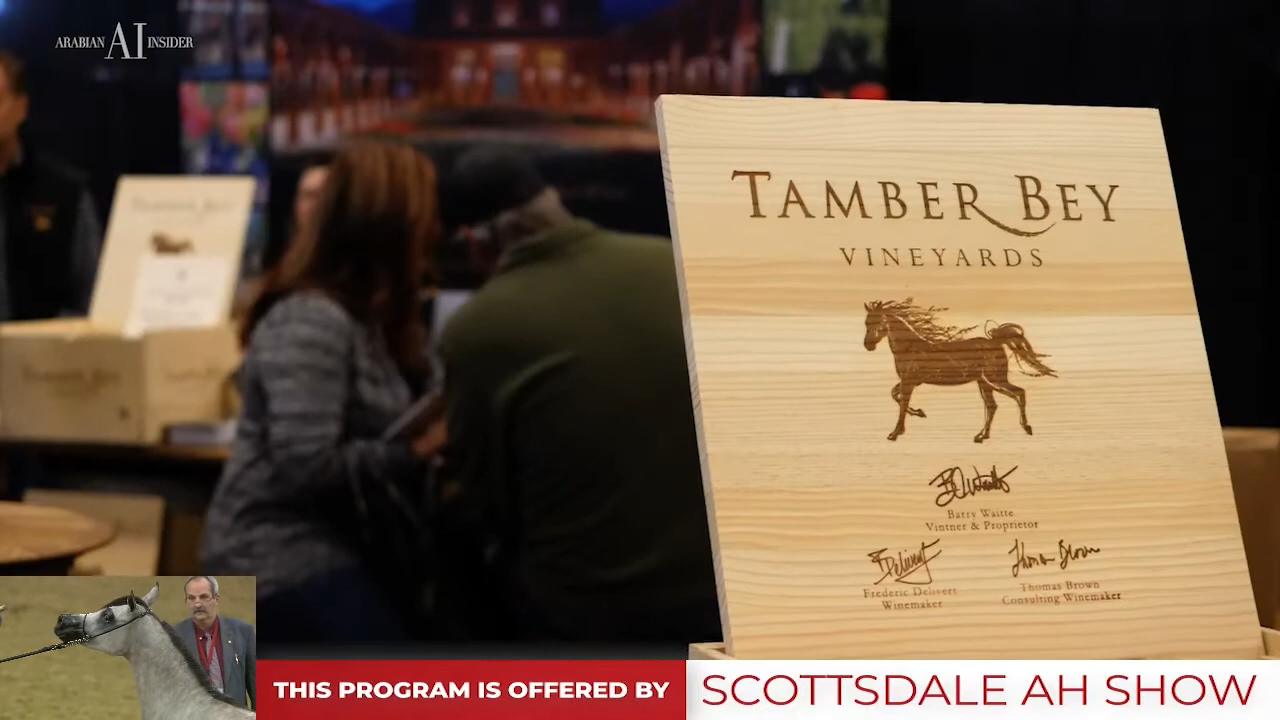 ARABIAN AI INSIDER
TAMBER BEY
VINEYARDS
Barry Waitte
Vintner & Proprietor
Frederic Delivert
Winemaker
Thomas Brown
Consulting Winemaker
THIS PROGRAM IS OFFERED BY
SCOTTSDALE AH SHOW